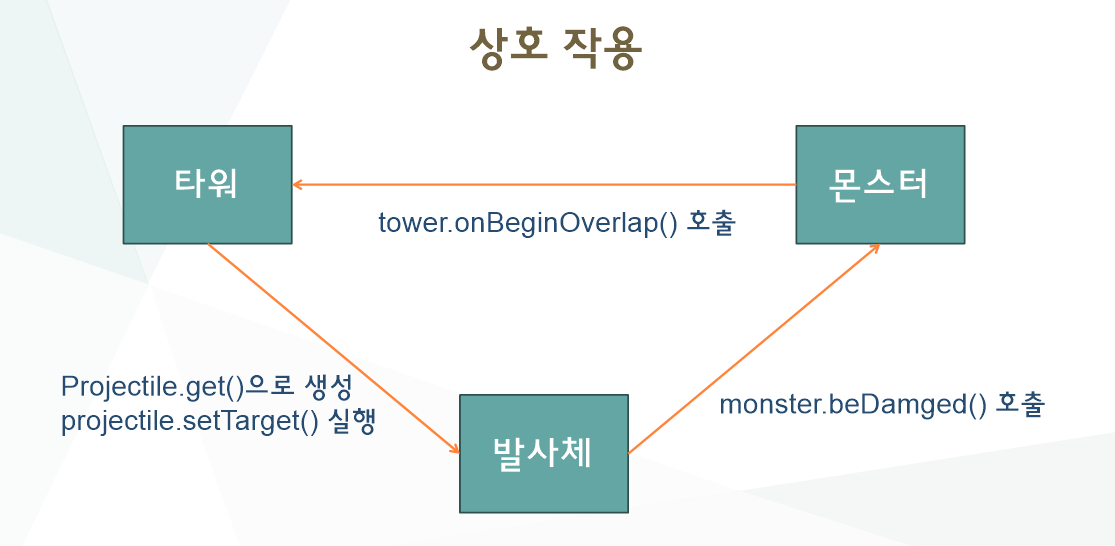 상호 작용
타워
몬스터
tower.onBeginOverlap() 호출
Projectile.get()으로 생성
projectile.setTarget() 실행
monster.beDamged() 호출
발사체